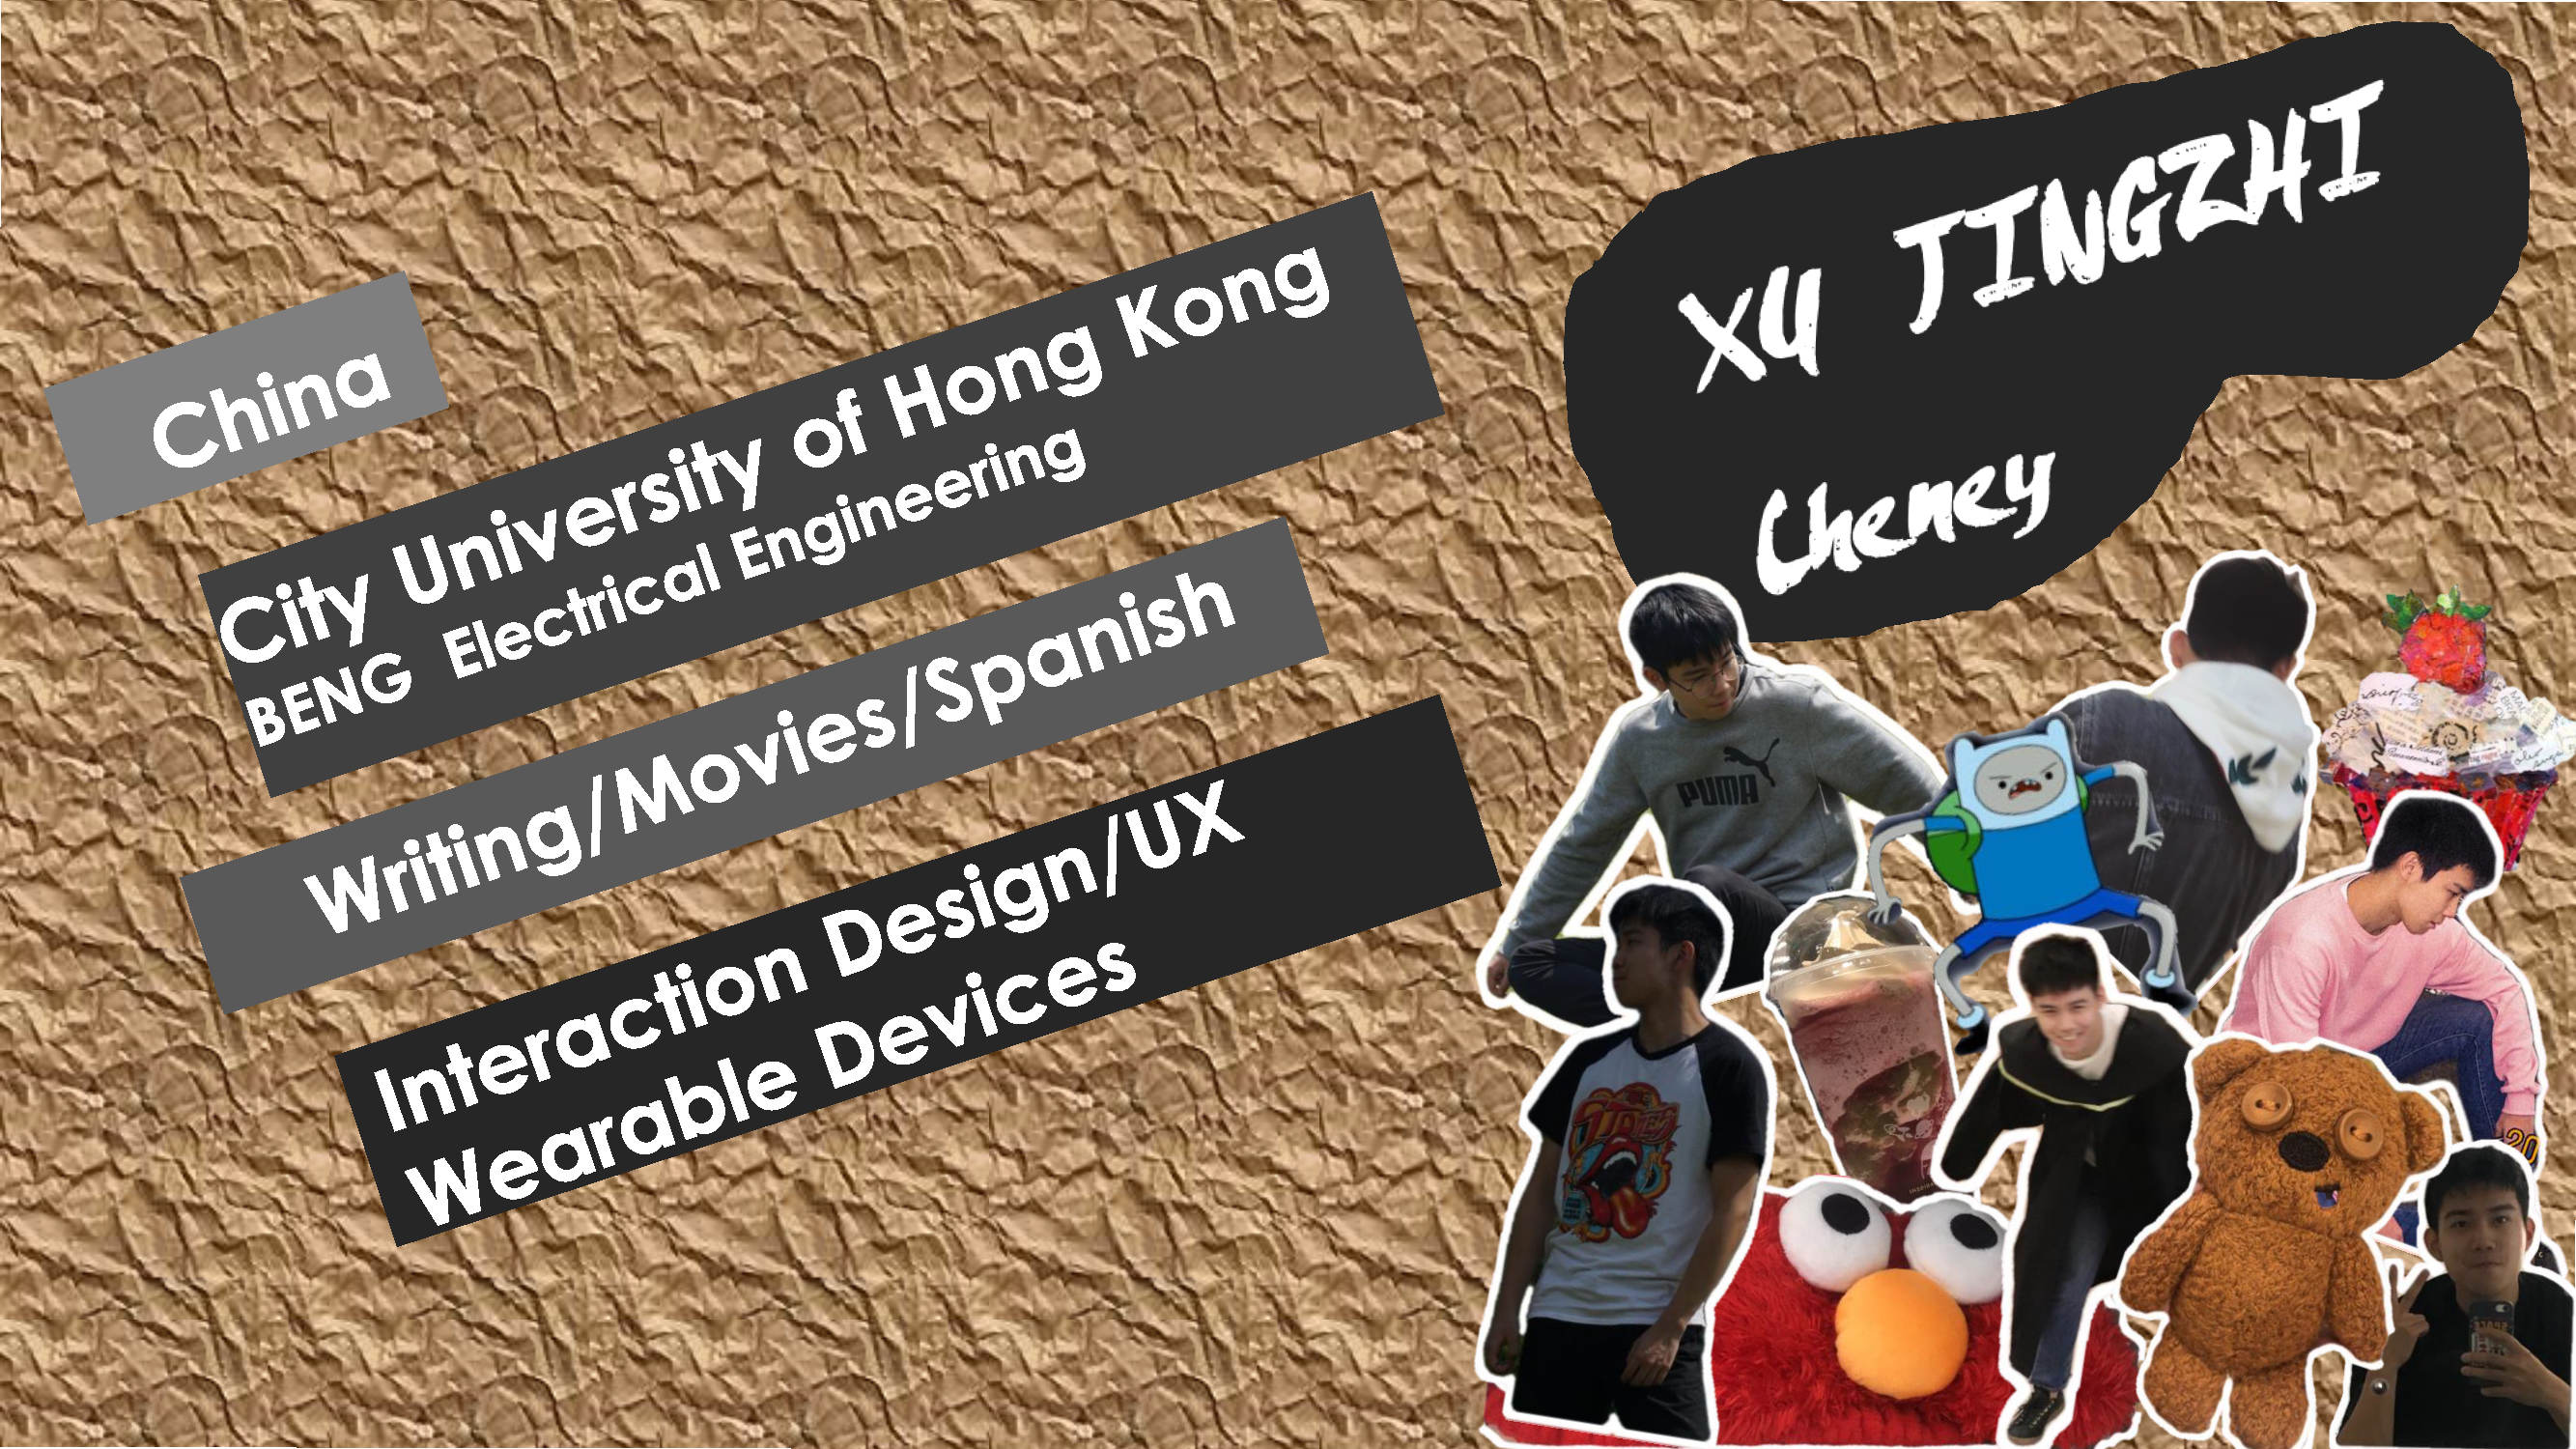 XU JINGZHI
Cheney
China
City University of Hong Kong
BENG Electrical Engineering
Writing/Movies/Spanish
Interaction Design/UX
Wearable Devices
PUMA
20